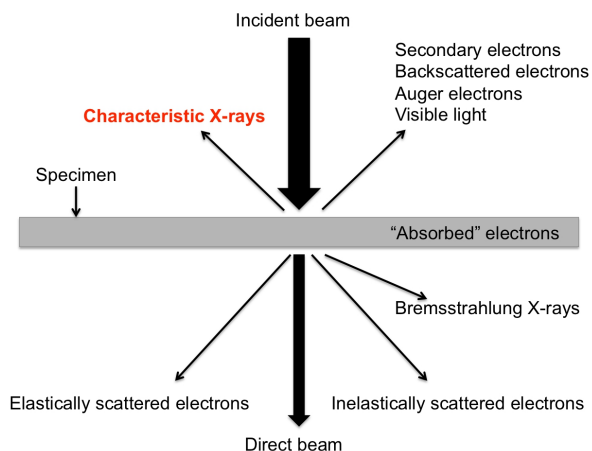 Incident beam
Secondary electrons
Backscattered electrons
Auger electrons
Visible light
Characteristic X-rays
Specimen
“Absorbed” electrons
Bremsstrahlung X-rays
Elastically scattered electrons
Inelastically scattered electrons
Direct beam